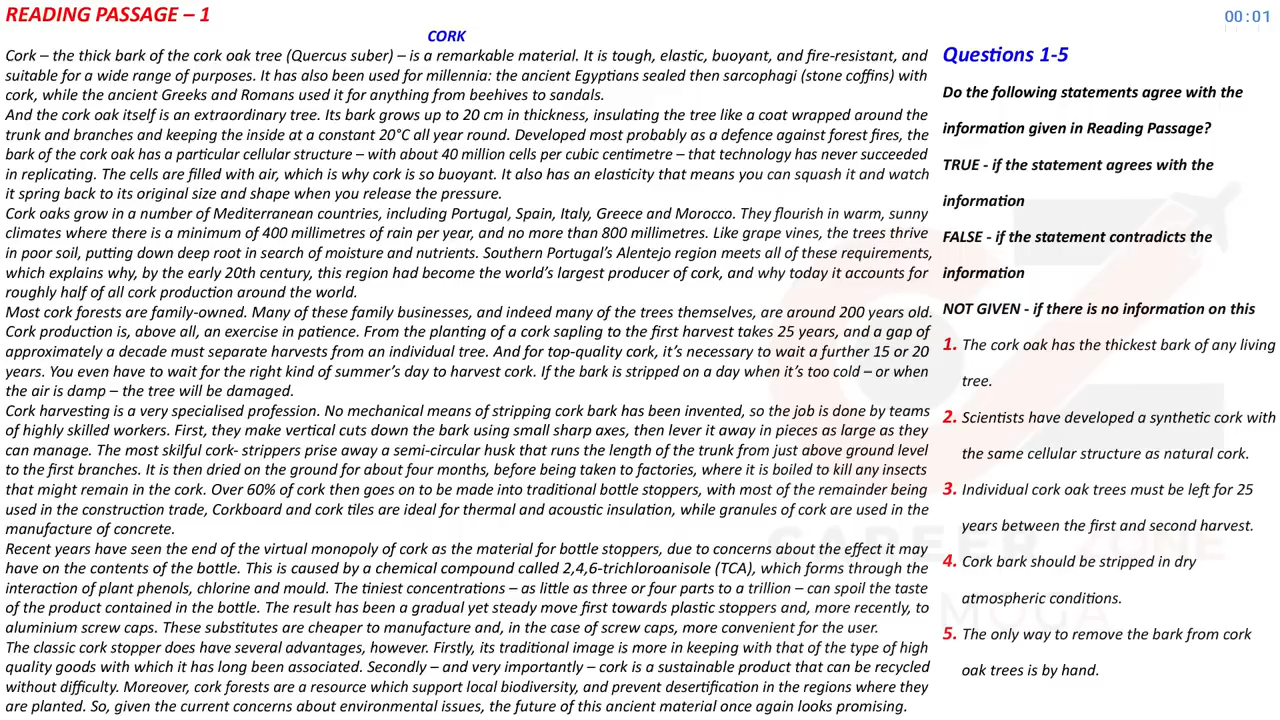 READING PASSAGE – 1
00:01
CORK
Cork – the thick bark of the cork oak tree (Quercus suber) – is a remarkable material. It is tough, elastic, buoyant, and fire-resistant, and
suitable for a wide range of purposes. It has also been used for millennia: the ancient Egyptians sealed then sarcophagi (stone coffins) with
cork, while the ancient Greeks and Romans used it for anything from beehives to sandals.
And the cork oak itself is an extraordinary tree. Its bark grows up to 20 cm in thickness, insulating the tree like a coat wrapped around the
trunk and branches and keeping the inside at a constant 20°C all year round. Developed most probably as a defence against forest fires, the
bark of the cork oak has a particular cellular structure – with about 40 million cells per cubic centimetre – that technology has never succeeded
in replicating. The cells are filled with air, which is why cork is so buoyant. It also has an elasticity that means you can squash it and watch
it spring back to its original size and shape when you release the pressure.
Cork oaks grow in a number of Mediterranean countries, including Portugal, Spain, Italy, Greece and Morocco. They flourish in warm, sunny
climates where there is a minimum of 400 millimetres of rain per year, and no more than 800 millimetres. Like grape vines, the trees thrive
in poor soil, putting down deep root in search of moisture and nutrients. Southern Portugal's Alentejo region meets all of these requirements,
which explains why, by the early 20th century, this region had become the world's largest producer of cork, and why today it accounts for
roughly half of all cork production around the world.
Most cork forests are family-owned. Many of these family businesses, and indeed many of the trees themselves, are around 200 years old.
Cork production is, above all, an exercise in patience. From the planting of a cork sapling to the first harvest takes 25 years, and a gap of
approximately a decade must separate harvests from an individual tree. And for top-quality cork, it's necessary to wait a further 15 or 20
years. You even have to wait for the right kind of summer's day to harvest cork. If the bark is stripped on a day when it's too cold – or when
the air is damp – the tree will be damaged.
Cork harvesting is a very specialised profession. No mechanical means of stripping cork bark has been invented, so the job is done by teams
of highly skilled workers. First, they make vertical cuts down the bark using small sharp axes, then lever it away in pieces as large as they
can manage. The most skilful cork- strippers prise away a semi-circular husk that runs the length of the trunk from just above ground level
to the first branches. It is then dried on the ground for about four months, before being taken to factories, where it is boiled to kill any insects
that might remain in the cork. Over 60% of cork then goes on to be made into traditional bottle stoppers, with most of the remainder being
used in the construction trade, Corkboard and cork tiles are ideal for thermal and acoustic insulation, while granules of cork are used in the
manufacture of concrete.
Recent years have seen the end of the virtual monopoly of cork as the material for bottle stoppers, due to concerns about the effect it may
have on the contents of the bottle. This is caused by a chemical compound called 2,4,6-trichloroanisole (TCA), which forms through the
interaction of plant phenols, chlorine and mould. The tiniest concentrations – as little as three or four parts to a trillion – can spoil the taste
of the product contained in the bottle. The result has been a gradual yet steady move first towards plastic stoppers and, more recently, to
aluminium screw caps. These substitutes are cheaper to manufacture and, in the case of screw caps, more convenient for the user.
The classic cork stopper does have several advantages, however. Firstly, its traditional image is more in keeping with that of the type of high
quality goods with which it has long been associated. Secondly – and very importantly – cork is a sustainable product that can be recycled
without difficulty. Moreover, cork forests are a resource which support local biodiversity, and prevent desertification in the regions where they
are planted. So, given the current concerns about environmental issues, the future of this ancient material once again looks promising.
Questions 1-5
Do the following statements agree with the
information given in Reading Passage?
TRUE - if the statement agrees with the
information
FALSE - if the statement contradicts the
information
NOT GIVEN - if there is no information on this
1. The cork oak has the thickest bark of any living
tree.
2. Scientists have developed a synthetic cork with
the same cellular structure as natural cork.
3. Individual cork oak trees must be left for 25
years between the first and second harvest.
4. Cork bark should be stripped in dry
atmospheric conditions.
5. The only way to remove the bark from cork
oak trees is by hand.
CAREER ZONE
MOGA